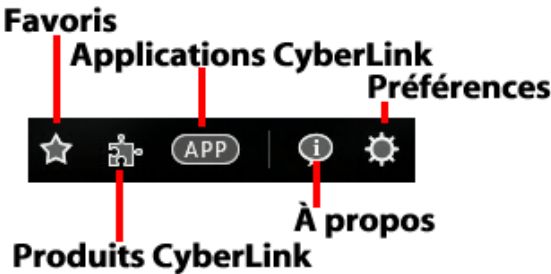 Favoris
Applications CyberLink
Préférences
APP
i
À propos
Produits CyberLink